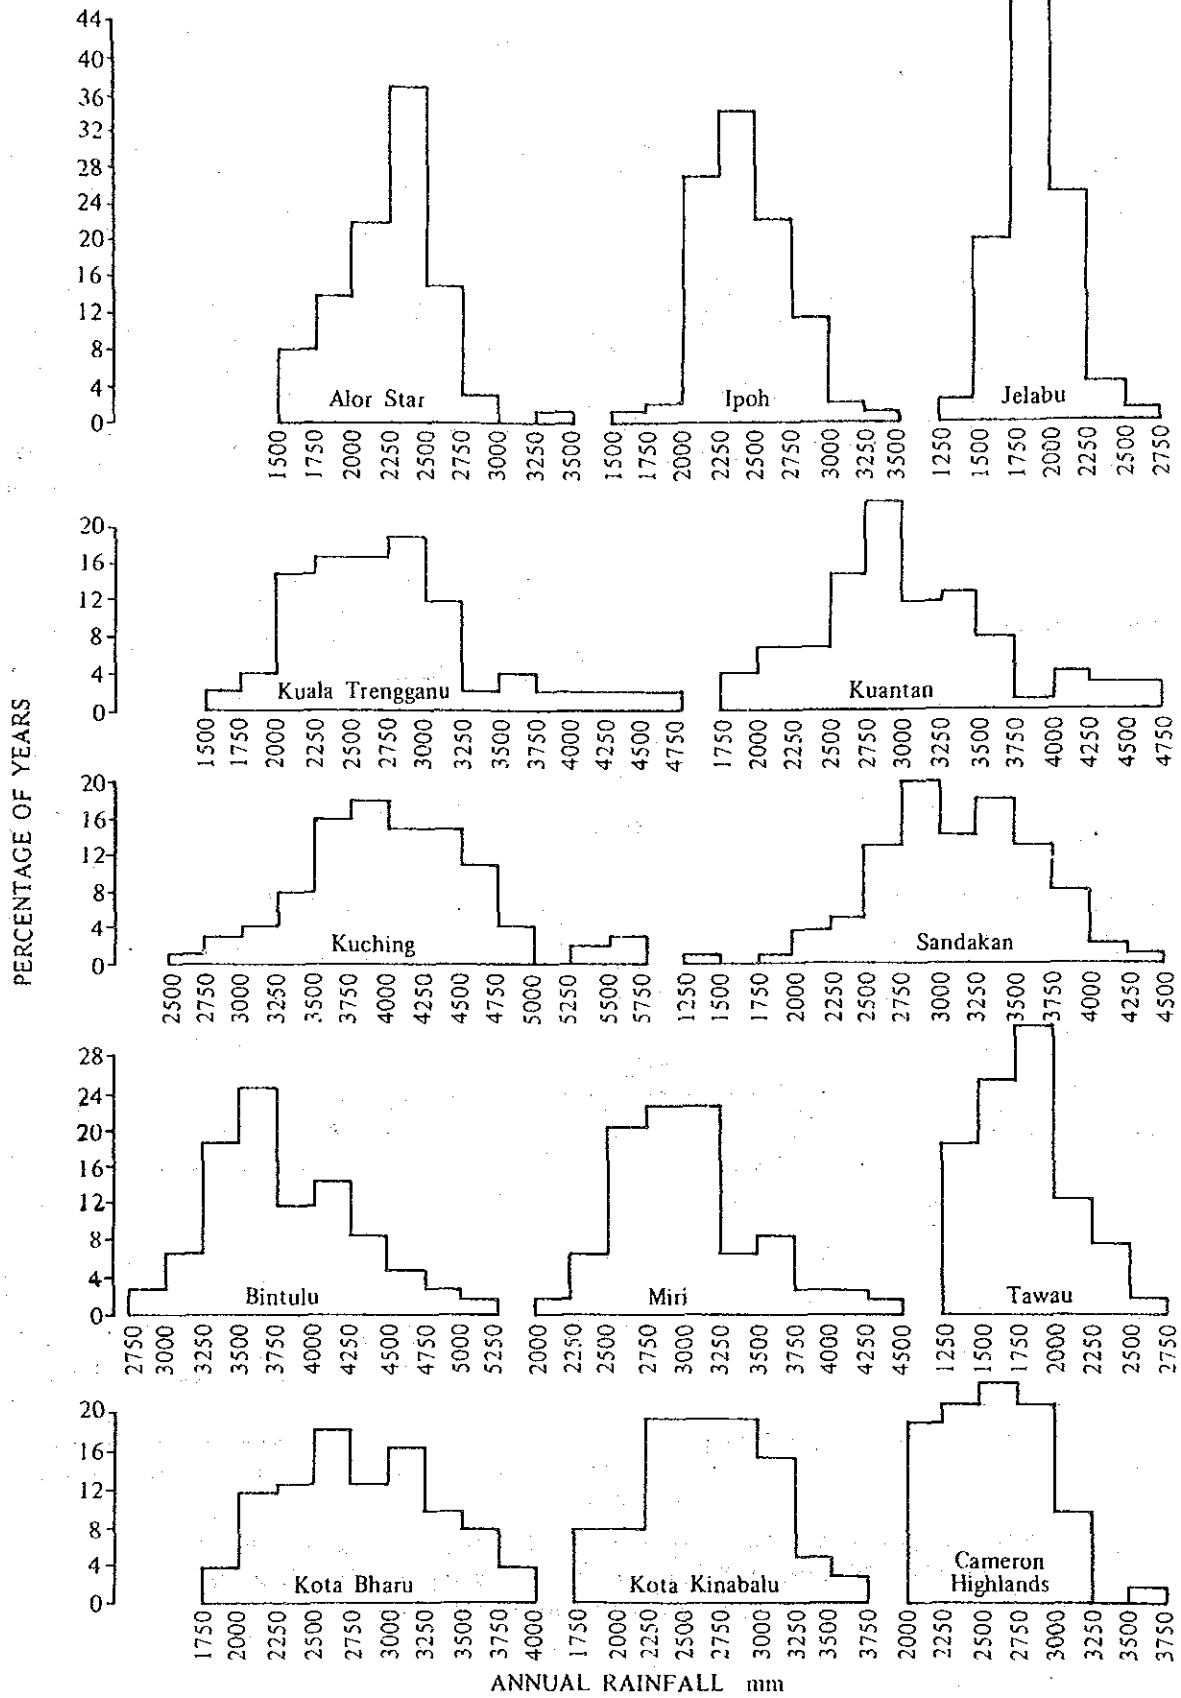 44
40
36
32
28
24
20
16
12
8
4
0
Alor Star
Ipoh
Jelabu
1500 1750 2000 2250 2500 2750 3000 3250 3500
1500 1750 2000 2250 2500 2750 3000 3250 3500
1250 1500 1750 2000 2250 2500 2750
20
16
12
8
4
0
Kuala Trengganu
Kuantan
1500 1750 2000 2250 2500 2750 3000 3250 3500 3750 4000 4250 4500 4750
1750 2000 2250 2500 2750 3000 3250 3500 3750 4000 4250 4500 4750
PERCENTAGE OF YEARS
20
16
12
8
4
0
Kuching
Sandakan
2500 2750 3000 3250 3500 3750 4000 4250 4500 4750 5000 5250 5500 5750
1250 1500 1750 2000 2250 2500 2750 3000 3250 3500 3750 4000 4250 4500
28
24
20
16
12
8
4
0
Bintulu
Miri
Tawau
2750 3000 3250 3500 3750 4000 4250 4500 4750 5000 5250
2000 2250 2500 2750 3000 3250 3500 3750 4000 4250 4500
1250 1500 1750 2000 2250 2500 2750
20
16
12
8
4
0
Kota Bharu
Kota Kinabalu
Cameron
Highlands
1750 2000 2250 2500 2750 3000 3250 3500 3750 4000
1750 2000 2250 2500 2750 3000 3250 3500 3750
2000 2250 2500 2750 3000 3250 3500 3750
ANNUAL RAINFALL mm